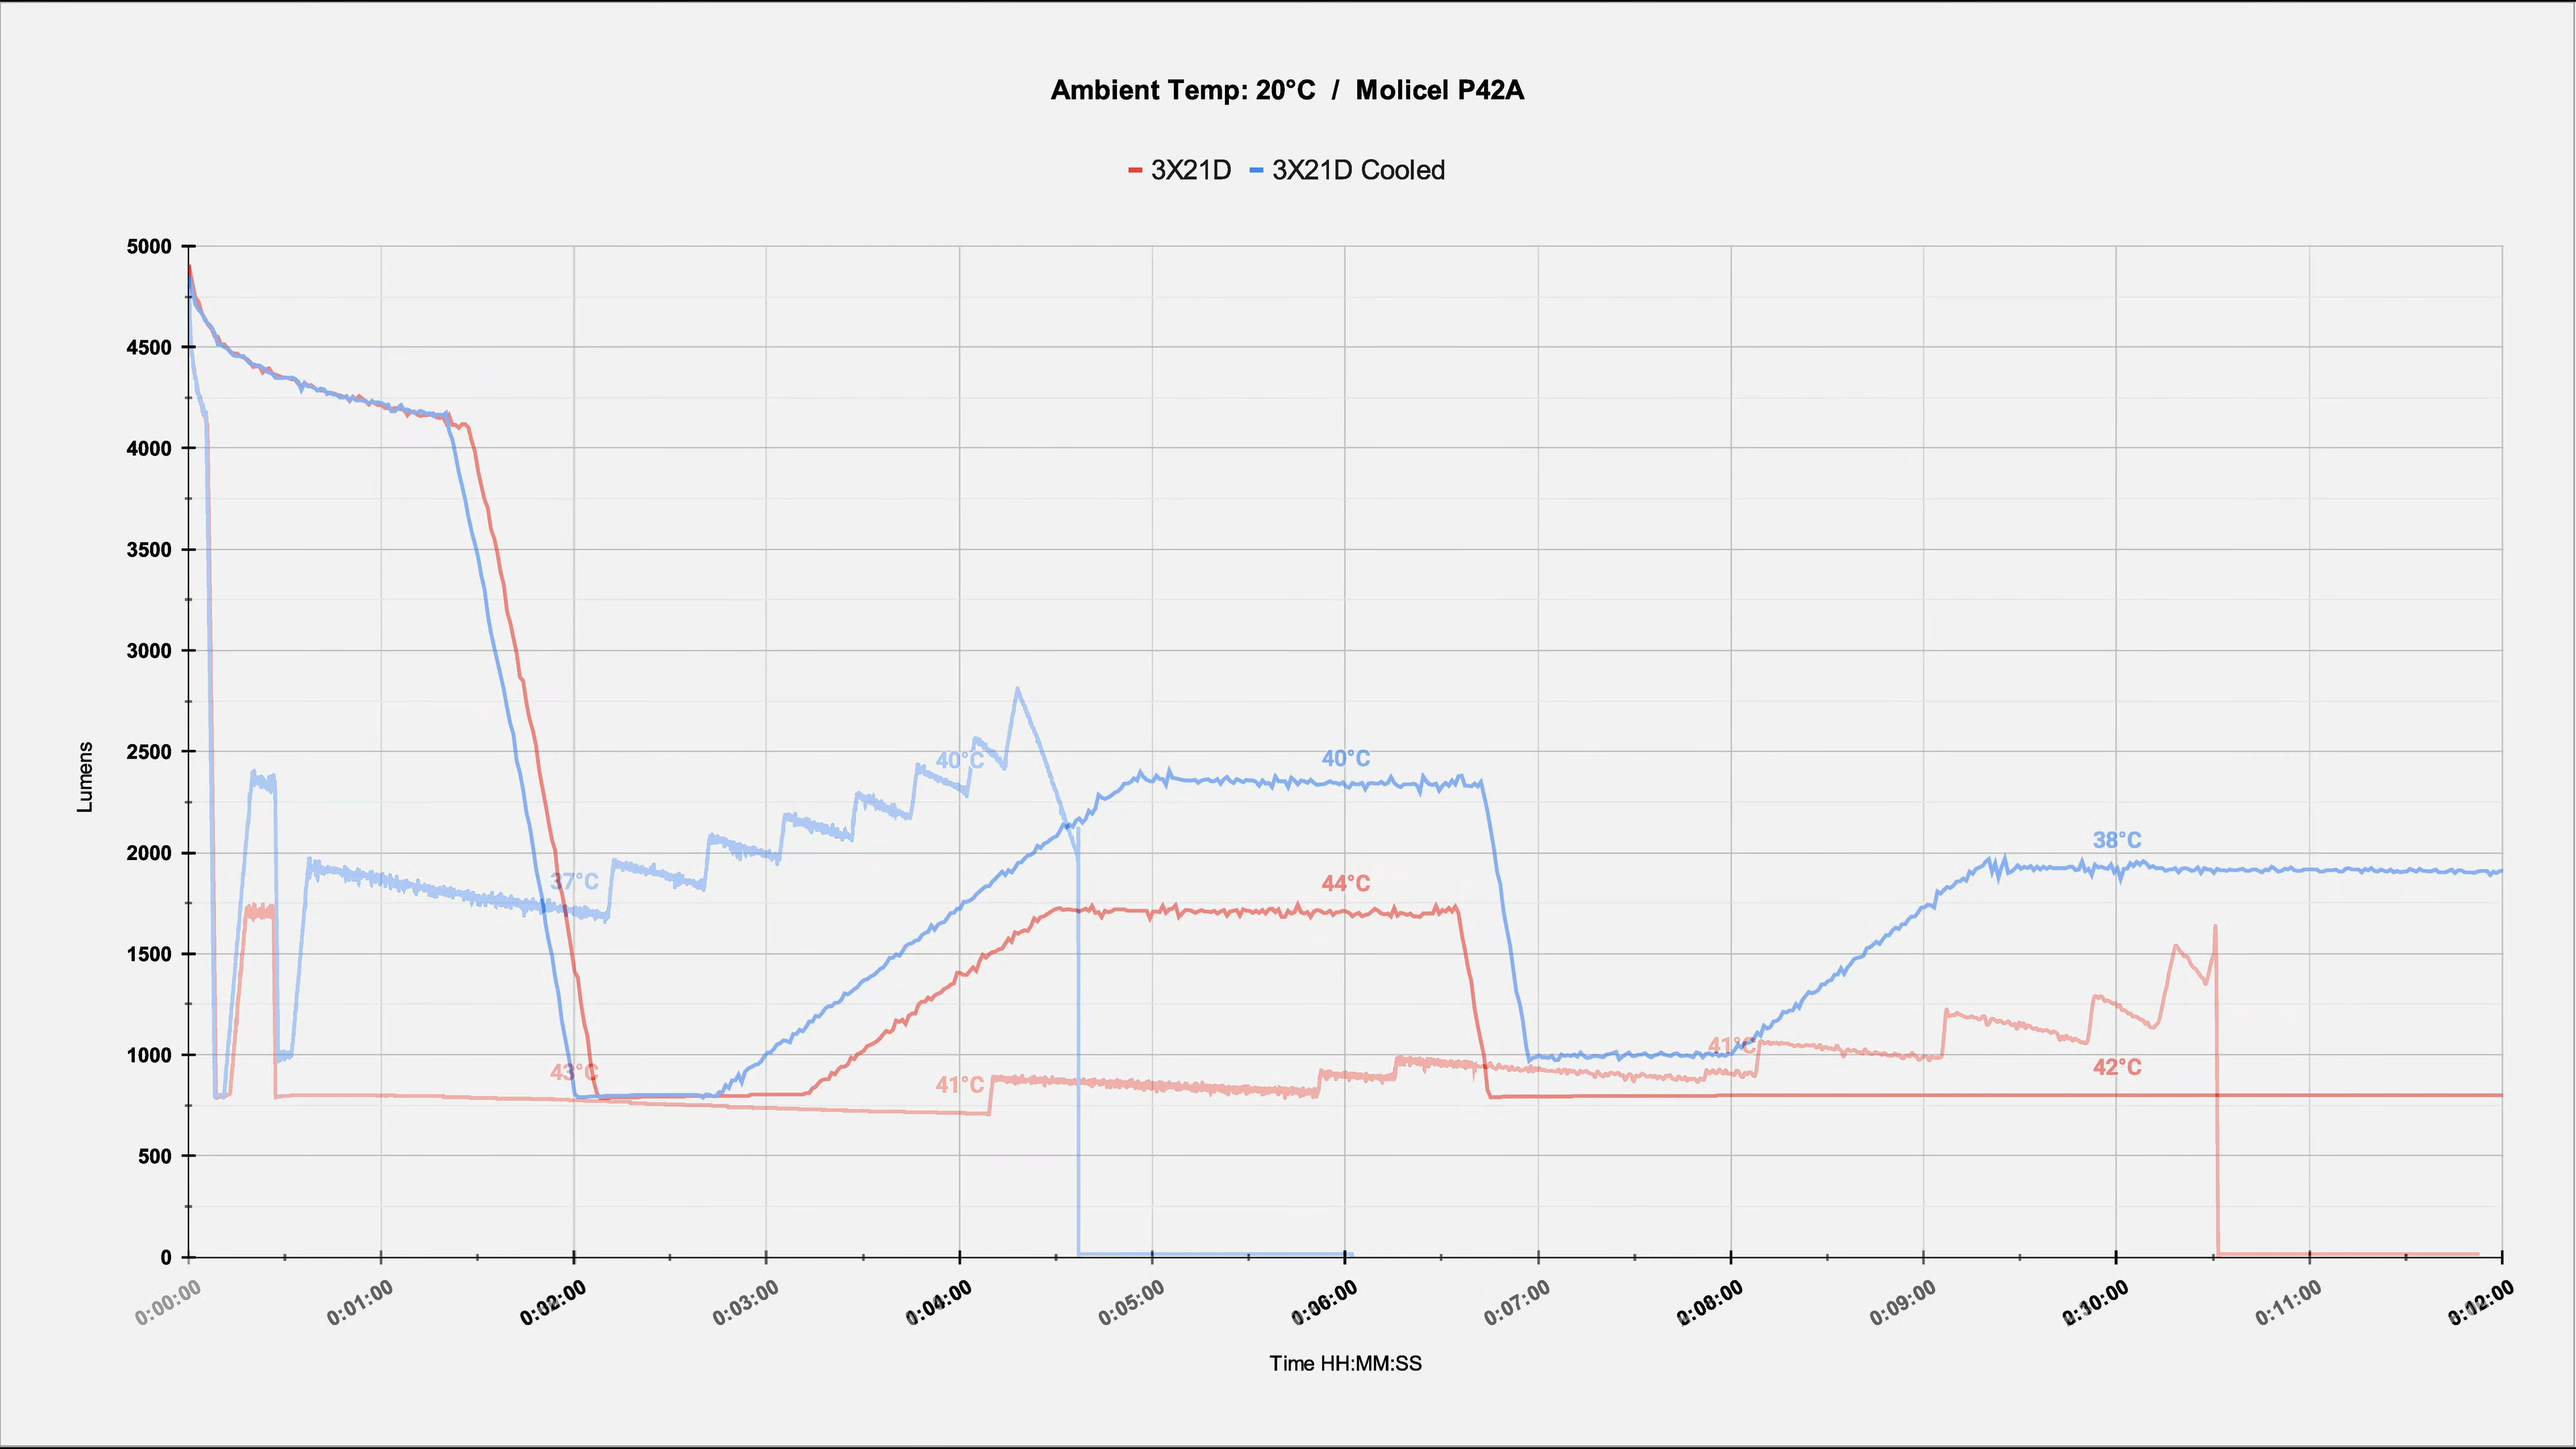 Ambient Temp: 20°C / Molicel P42A
3X21D 3X21D Cooled
5000
4500
4000
3500
3000
2500
2000
1500
1000
500
0
Lumens
40°C
40°C
37°C
38°C
44°C
43°C
41°C
41°C
42°C
0:00:00 0:01:00 0:02:00 0:03:00 0:04:00 0:05:00 0:06:00 0:07:00 0:08:00 0:09:00 0:10:00 0:11:00 0:12:00
Time HH:MM:SS